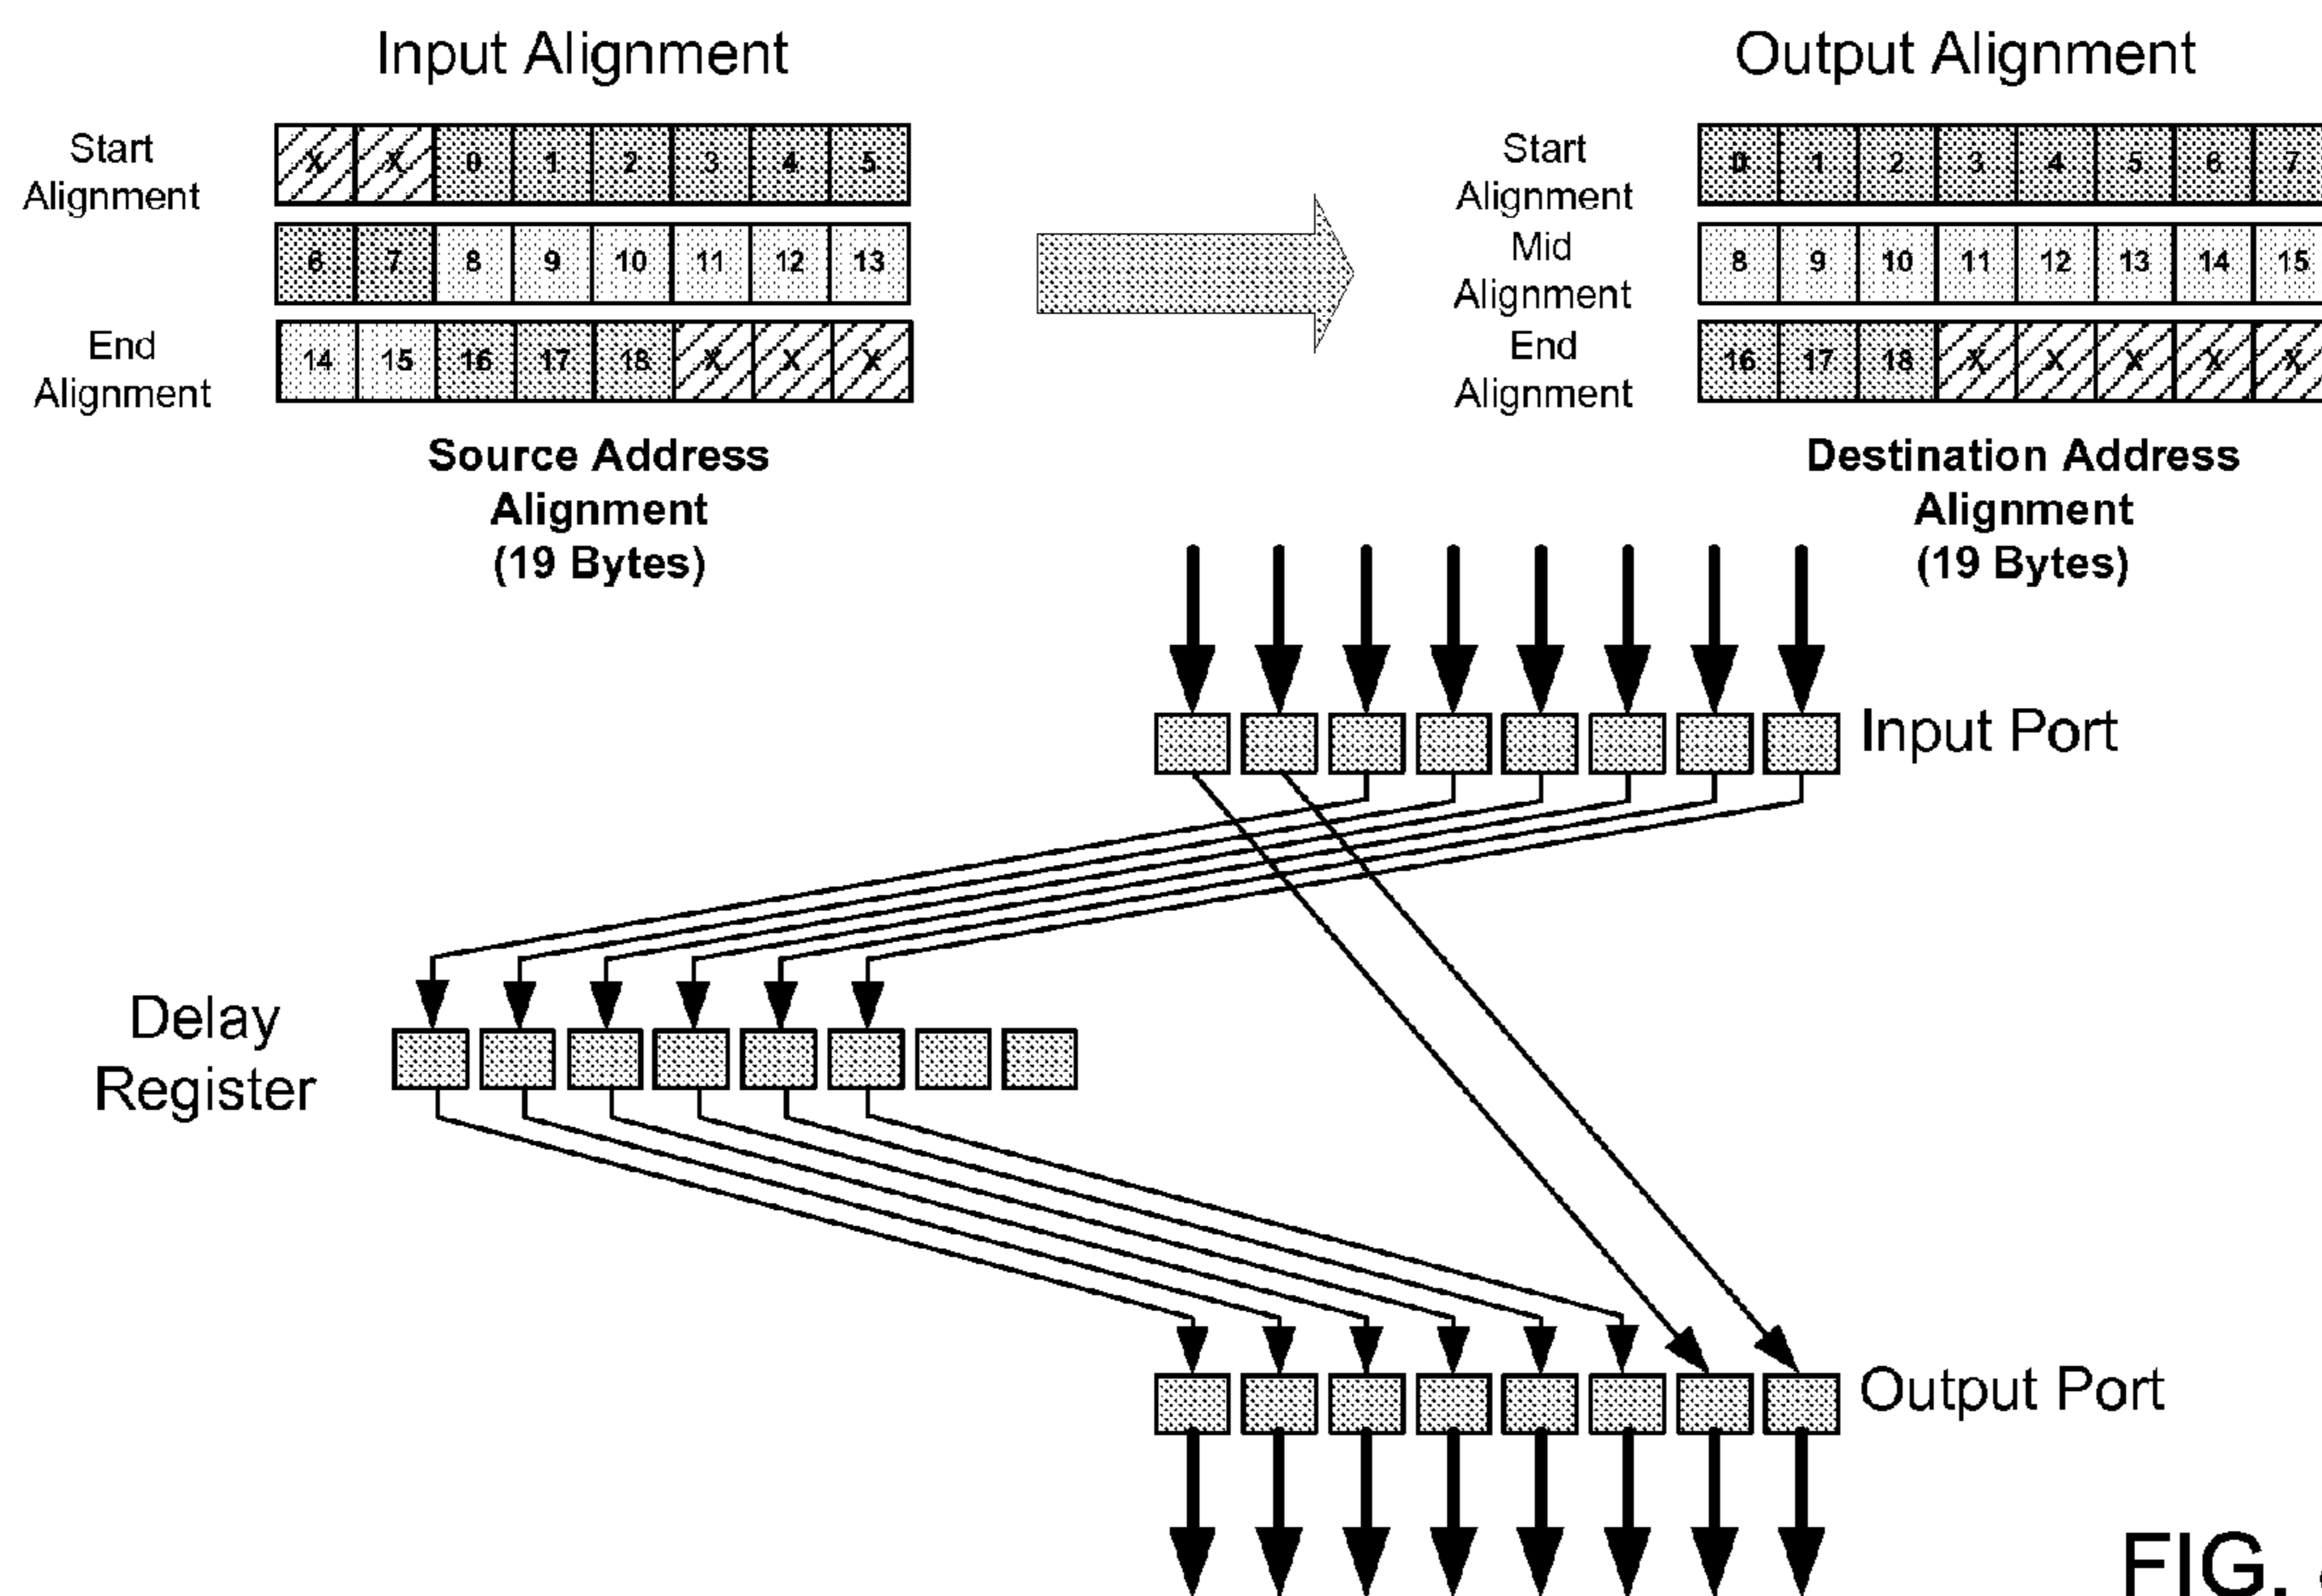 Input Alignment
Output Alignment
Start
Alignment
X X 0 1 2 3 4 5
6 7 8 9 10 11 12 13
End
Alignment
14 15 16 17 18 X X X
Source Address
Alignment
(19 Bytes)
Start
Alignment
0 1 2 3 4 5 6 7
Mid
Alignment
8 9 10 11 12 13 14 15
End
Alignment
16 17 18 X X X X X
Destination Address
Alignment
(19 Bytes)
Input Port
Delay
Register
Output Port
FIG.